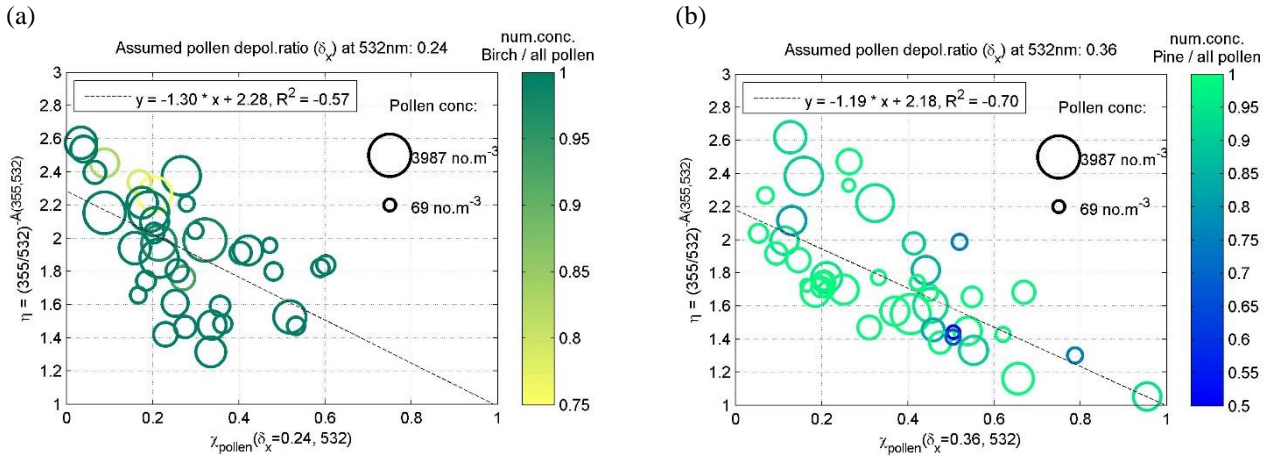 (a)
Assumed pollen depol.ratio (δx) at 532nm: 0.24
num.conc.
Birch / all pollen
y = -1.30 * x + 2.28, R² = -0.57
Pollen conc:
3987 no.m⁻³
69 no.m⁻³
η = (355/532)^-Å(355,532)
3
2.8
2.6
2.4
2.2
2
1.8
1.6
1.4
1.2
1
0
0.2
0.4
0.6
0.8
1
χpollen(δx=0.24, 532)
1
0.95
0.9
0.85
0.8
0.75
(b)
Assumed pollen depol.ratio (δx) at 532nm: 0.36
num.conc.
Pine / all pollen
y = -1.19 * x + 2.18, R² = -0.70
Pollen conc:
3987 no.m⁻³
69 no.m⁻³
η = (355/532)^-Å(355,532)
3
2.8
2.6
2.4
2.2
2
1.8
1.6
1.4
1.2
1
0
0.2
0.4
0.6
0.8
1
χpollen(δx=0.36, 532)
1
0.95
0.9
0.85
0.8
0.75
0.7
0.65
0.6
0.55
0.5